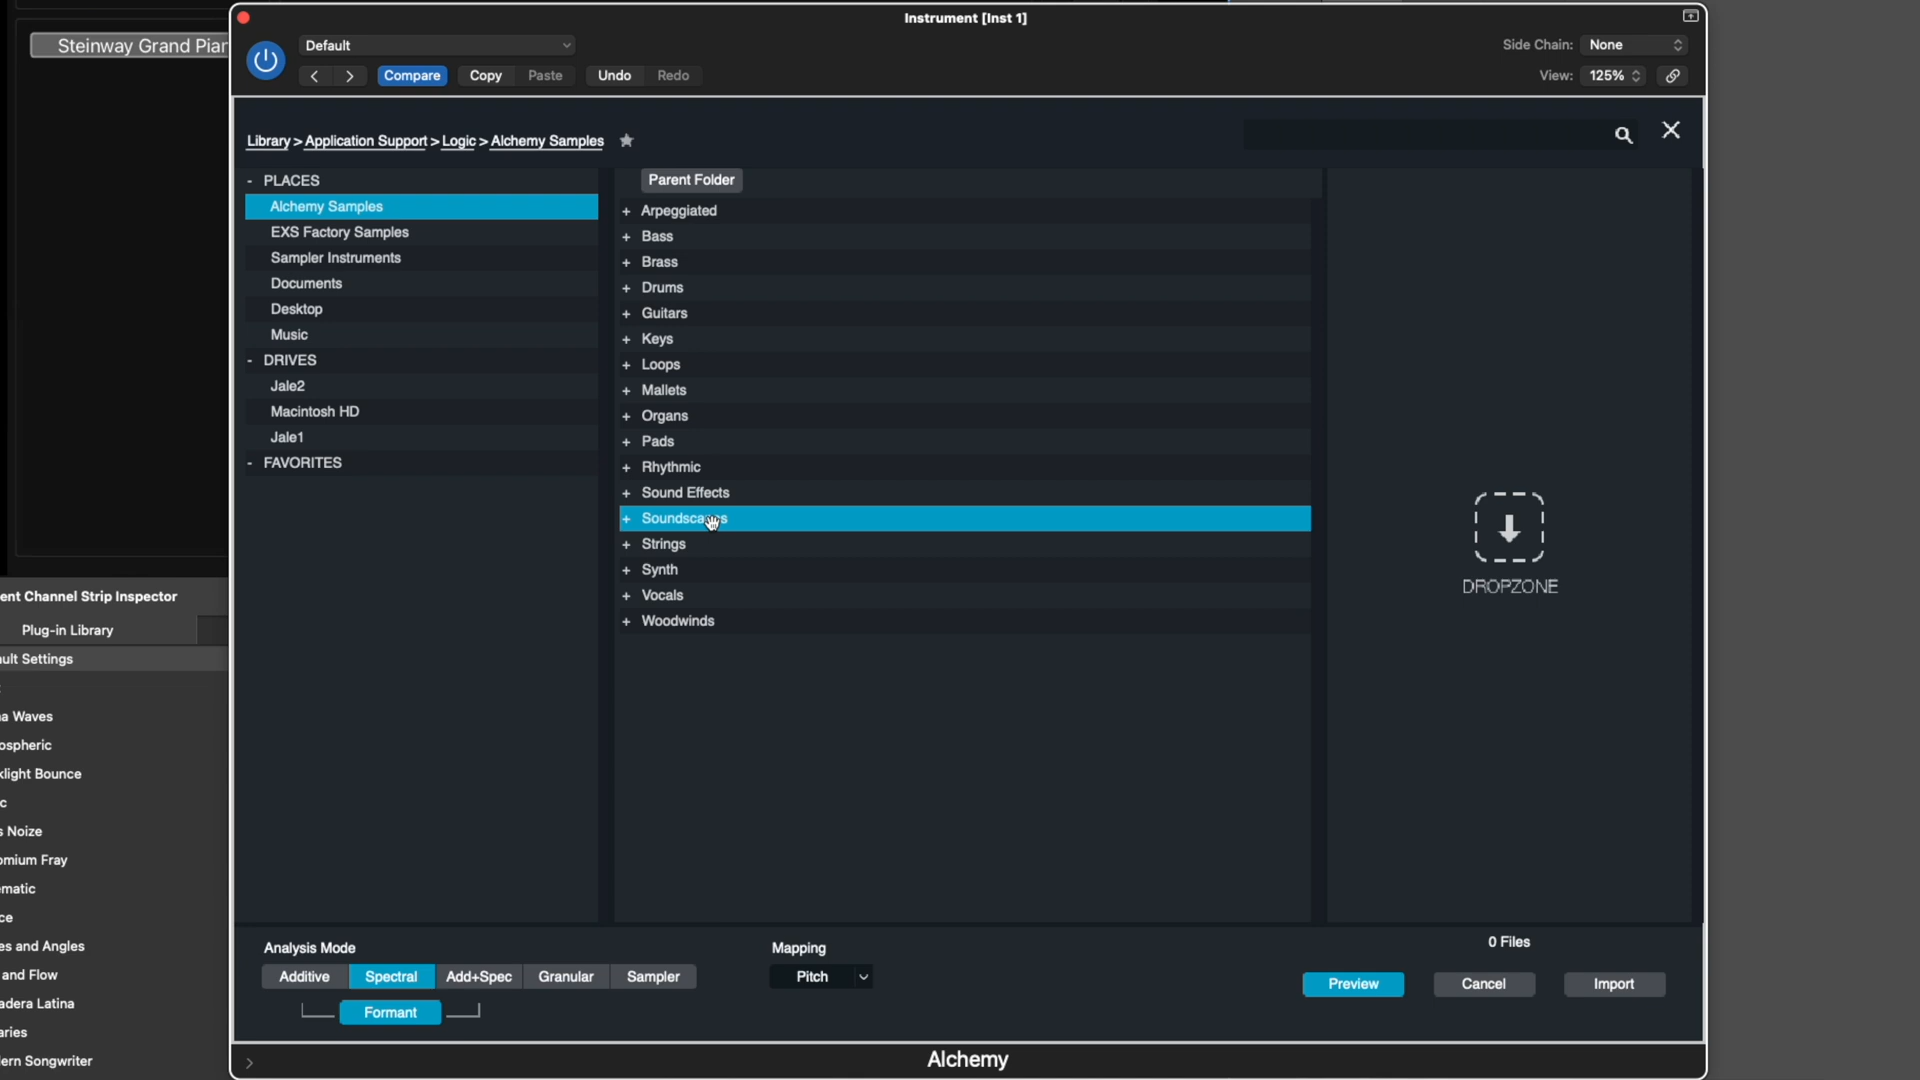 Instrument [Inst 1]
Steinway Grand Pian
Default
Side Chain: None
Compare Copy Paste Undo Redo
View: 125%
Library > Application Support > Logic > Alchemy Samples
- PLACES
Alchemy Samples
EXS Factory Samples
Sampler Instruments
Documents
Desktop
Music
- DRIVES
Jale2
Macintosh HD
Jale1
- FAVORITES
Parent Folder
+ Arpeggiated
+ Bass
+ Brass
+ Drums
+ Guitars
+ Keys
+ Loops
+ Mallets
+ Organs
+ Pads
+ Rhythmic
+ Sound Effects
+ Soundscapes
+ Strings
+ Synth
+ Vocals
+ Woodwinds
DROPZONE
ent Channel Strip Inspector
Plug-in Library
ult Settings
a Waves
ospheric
klight Bounce
c
s Noize
omium Fray
ematic
ce
es and Angles
and Flow
adera Latina
aries
ern Songwriter
Analysis Mode
Additive Spectral Add+Spec Granular Sampler
Formant
Mapping
Pitch
0 Files
Preview Cancel Import
Alchemy